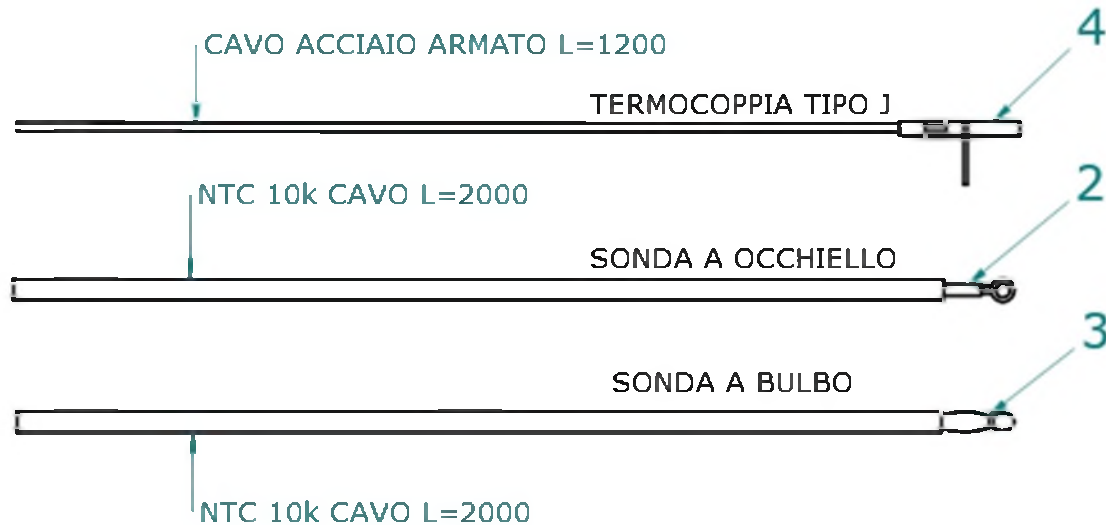 CAVO ACCIAIO ARMATO L=1200
4
TERMOCOPPIA TIPO J
NTC 10k CAVO L=2000
2
SONDA A OCCHIELLO
3
SONDA A BULBO
NTC 10k CAVO L=2000